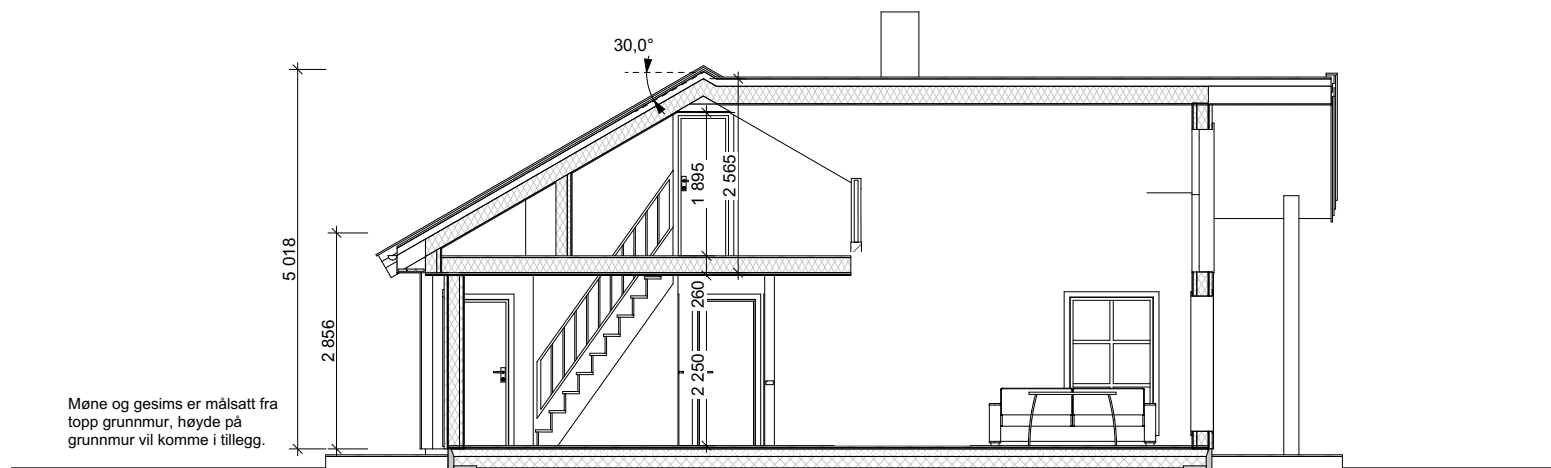 30,0°
5 018
2 856
1 895
2 565
260
2 250
Møne og gesims er målsatt fra
topp grunnmur, høyde på
grunnmur vil komme i tillegg.